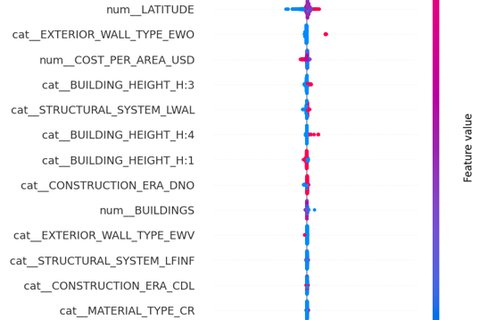 num__LATITUDE
cat__EXTERIOR_WALL_TYPE_EWO
num__COST_PER_AREA_USD
cat__BUILDING_HEIGHT_H:3
cat__STRUCTURAL_SYSTEM_LWAL
cat__BUILDING_HEIGHT_H:4
cat__BUILDING_HEIGHT_H:1
cat__CONSTRUCTION_ERA_DNO
num__BUILDINGS
cat__EXTERIOR_WALL_TYPE_EWV
cat__STRUCTURAL_SYSTEM_LFINF
cat__CONSTRUCTION_ERA_CDL
cat__MATERIAL_TYPE_CR
Feature value